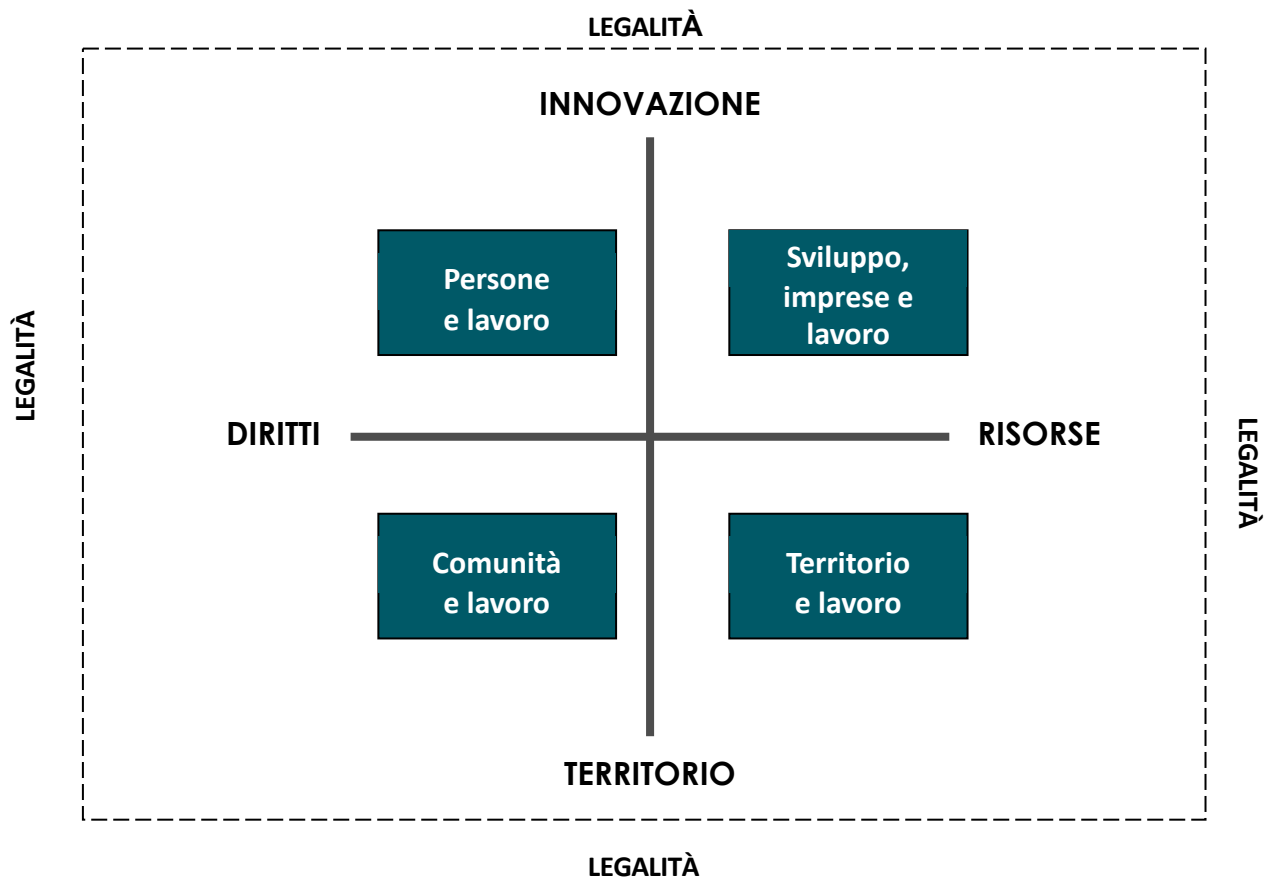 LEGALITÀ
INNOVAZIONE
Persone
e lavoro
Sviluppo,
imprese e
lavoro
LEGALITÀ
DIRITTI
RISORSE
LEGALITÀ
Comunità
e lavoro
Territorio
e lavoro
TERRITORIO
LEGALITÀ